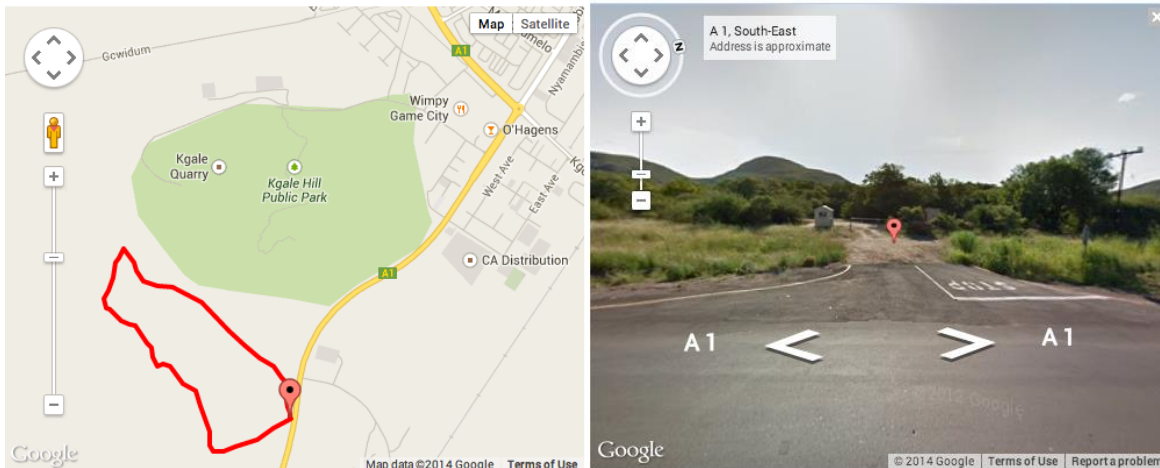 Gcwidum
A1
Map
Satellite
Wimpy
Game City
O'Hagens
Kgale
Quarry
Kgale Hill
Public Park
West Ave
East Ave
A1
CA Distribution
Google
Map data ©2014 Google
Terms of Use
A 1, South-East
Address is approximate
N
STOP
A 1
A 1
Google
© 2014 Google
Terms of Use
Report a problem